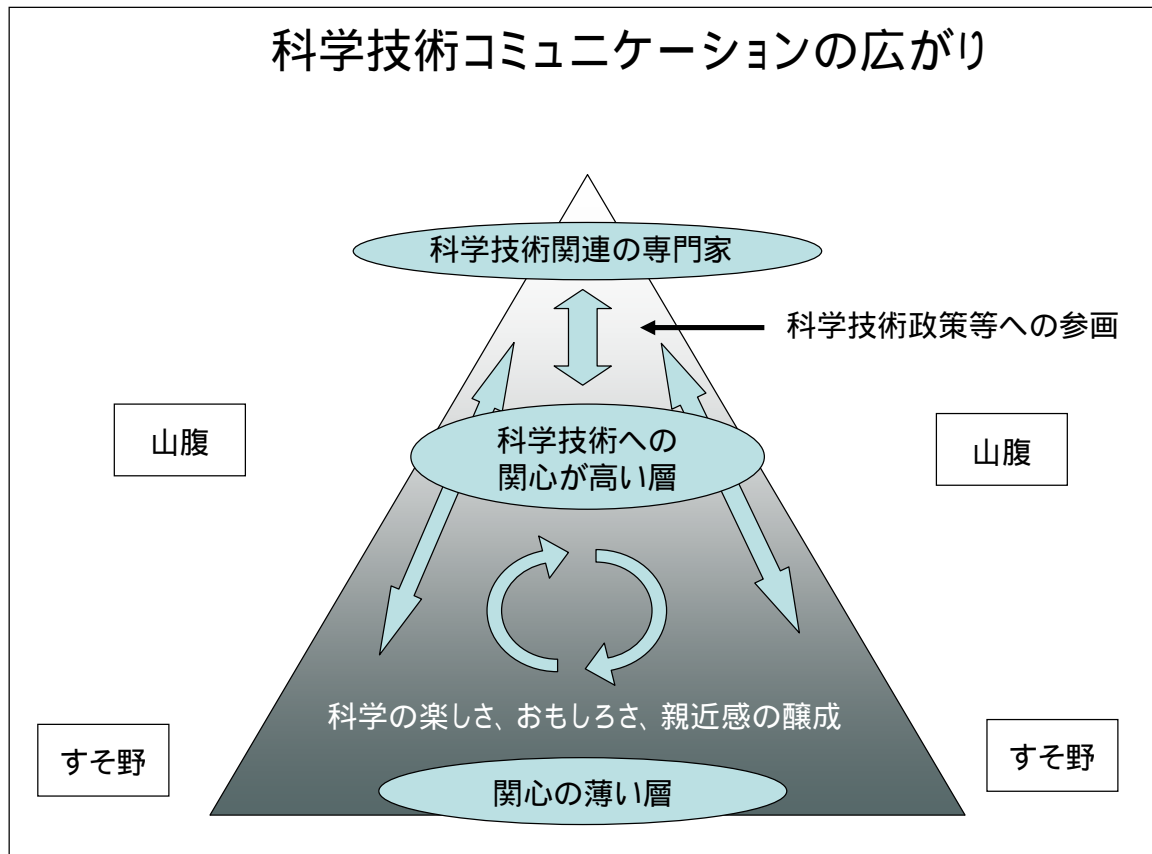 科学技術コミュニケーションの広がり
科学技術関連の専門家
科学技術政策等への参画
山腹
科学技術への
関心が高い層
山腹
科学の楽しさ、おもしろさ、親近感の醸成
すそ野
すそ野
関心の薄い層